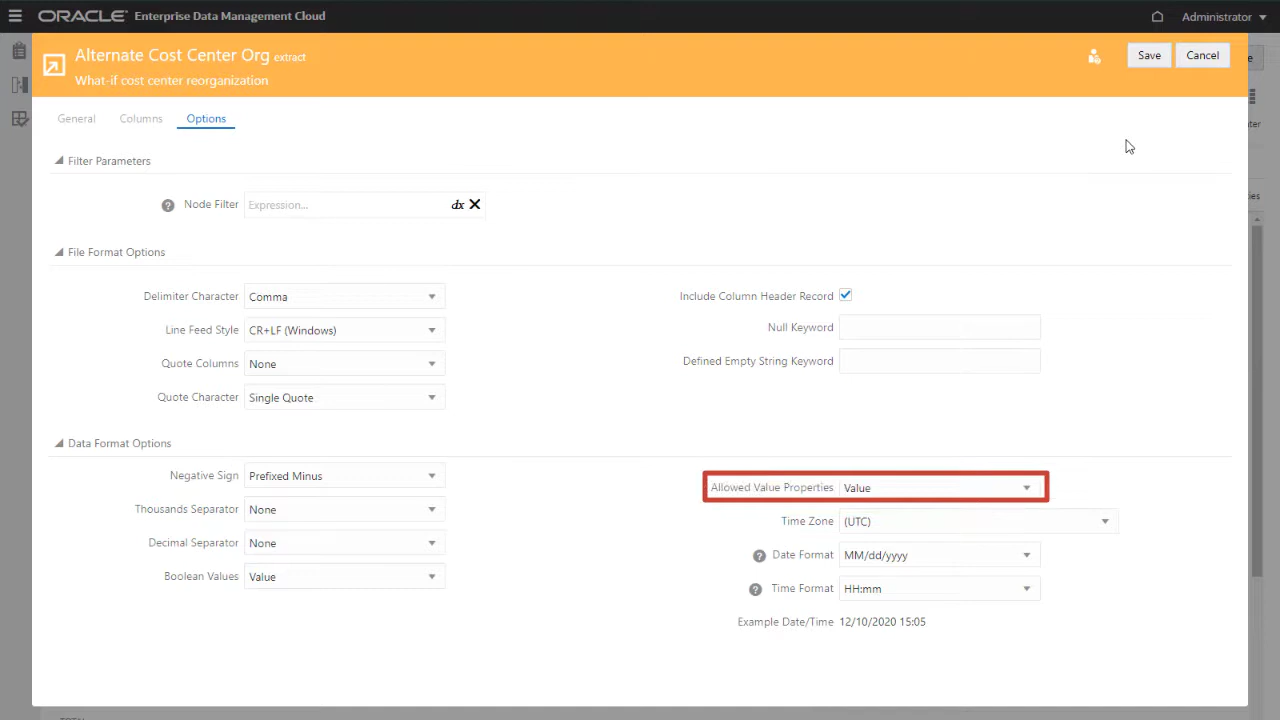 ORACLE® Enterprise Data Management Cloud
Administrator
Alternate Cost Center Org extract
What-if cost center reorganization
Save
Cancel
General
Columns
Options
Filter Parameters
Node Filter
Expression...
dx
File Format Options
Delimiter Character
Comma
Line Feed Style
CR+LF (Windows)
Quote Columns
None
Quote Character
Single Quote
Include Column Header Record
Null Keyword
Defined Empty String Keyword
Data Format Options
Negative Sign
Prefixed Minus
Thousands Separator
None
Decimal Separator
None
Boolean Values
Value
Allowed Value Properties
Value
Time Zone
(UTC)
Date Format
MM/dd/yyyy
Time Format
HH:mm
Example Date/Time
12/10/2020 15:05